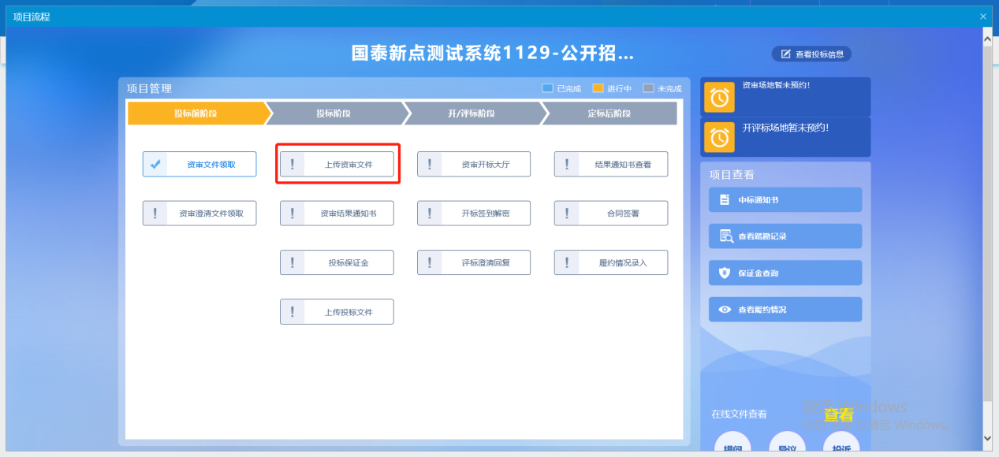 项目流程
国泰新点测试系统1129-公开招...
查看投标信息
项目管理
已完成
进行中
未完成
投标前阶段
投标阶段
开/评标阶段
定标后阶段
资审文件领取
上传资审文件
资审开标大厅
结果通知书查看
资审澄清文件领取
资审结果通知书
开标签到解密
合同签署
投标保证金
评标澄清回复
履约情况录入
上传投标文件
资审场地暂未预约!
开评标场地暂未预约!
项目查看
中标通知书
查看踏勘记录
保证金查询
查看履约情况
在线文件查看
查看
提问
异议
投诉